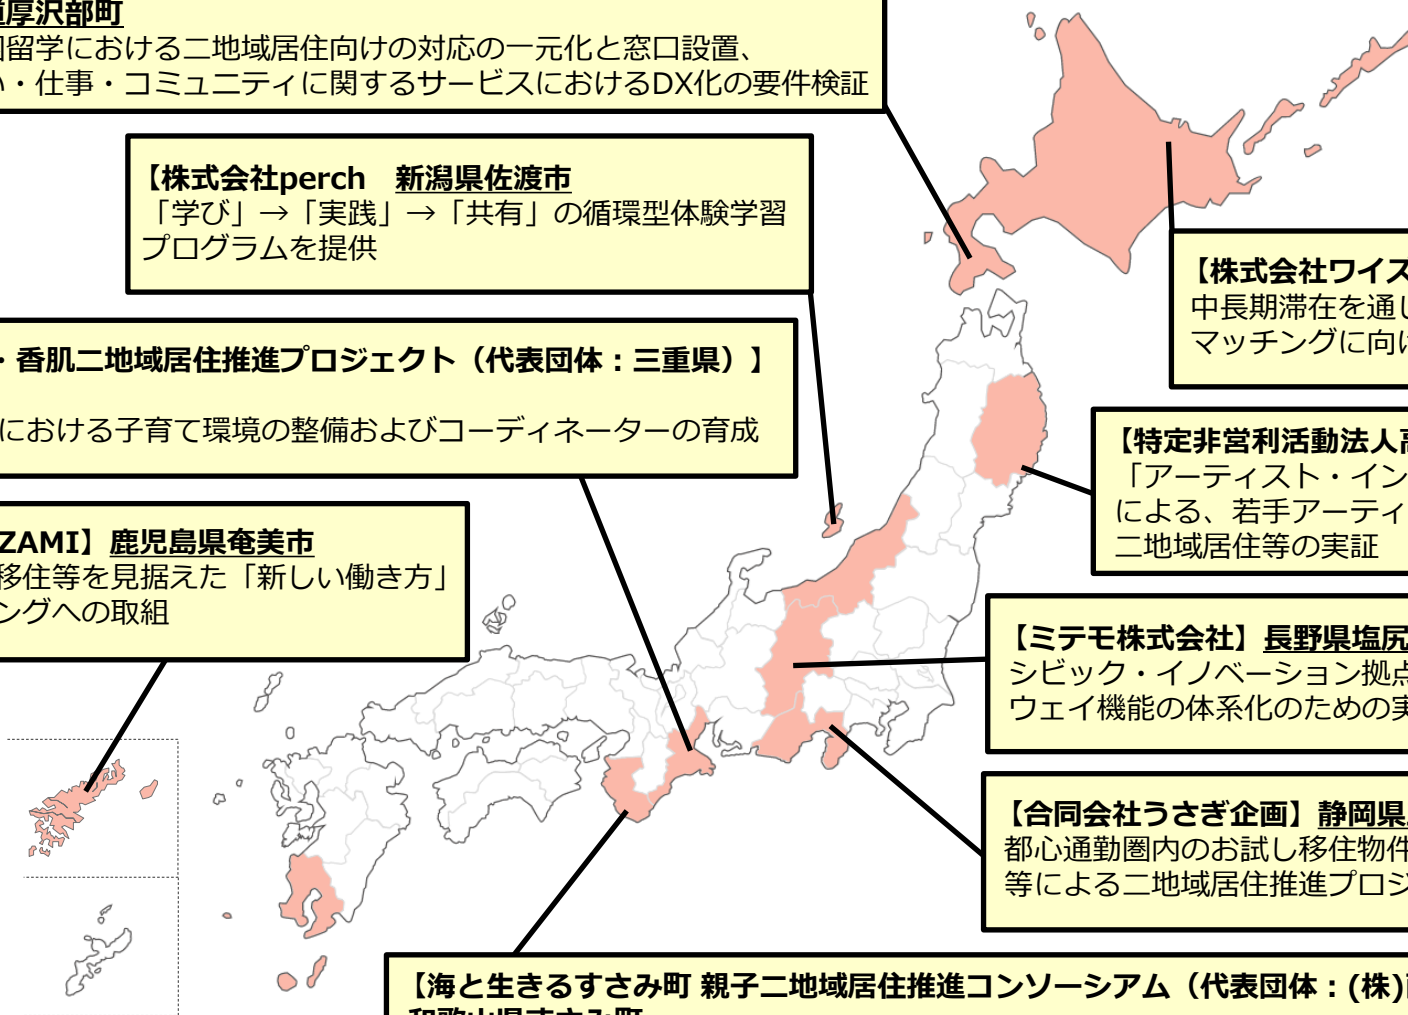 道厚沢部町
留学における二地域居住向けの対応の一元化と窓口設置、
い・仕事・コミュニティに関するサービスにおけるDX化の要件検証
【株式会社perch　新潟県佐渡市
「学び」→「実践」→「共有」の循環型体験学習
プログラムを提供
・香肌二地域居住推進プロジェクト（代表団体：三重県）】
における子育て環境の整備およびコーディネーターの育成
ZAMI】鹿児島県奄美市
移住等を見据えた「新しい働き方」
ングへの取組
【株式会社ワイズ
中長期滞在を通し
マッチングに向け
【特定非営利活動法人高
「アーティスト・イン
による、若手アーティ
二地域居住等の実証
【ミテモ株式会社】長野県塩尻
シビック・イノベーション拠点
ウェイ機能の体系化のための実
【合同会社うさぎ企画】静岡県
都心通勤圏内のお試し移住物件
等による二地域居住推進プロジ
【海と生きるすさみ町 親子二地域居住推進コンソーシアム（代表団体：(株)
和歌山県すさみ町